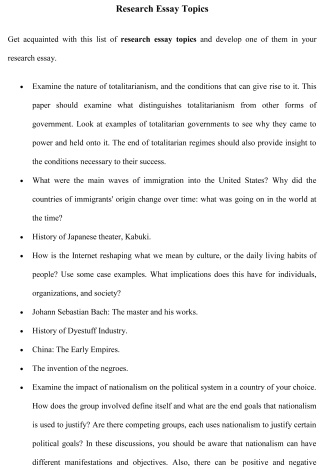 Research Essay Topics
Get acquainted with this list of research essay topics and develop one of them in your
research essay.
• Examine the nature of totalitarianism, and the conditions that can give rise to it. This
paper should examine what distinguishes totalitarianism from other forms of
government. Look at examples of totalitarian governments to see why they came to
power and held onto it. The end of totalitarian regimes should also provide insight to
the conditions necessary to their success.
• What were the main waves of immigration into the United States? Why did the
countries of immigrants' origin change over time: what was going on in the world at
the time?
• History of Japanese theater, Kabuki.
• How is the Internet reshaping what we mean by culture, or the daily living habits of
people? Use some case examples. What implications does this have for individuals,
organizations, and society?
• Johann Sebastian Bach: The master and his works.
• History of Dyestuff Industry.
• China: The Early Empires.
• The invention of the negroes.
• Examine the impact of nationalism on the political system in a country of your choice.
How does the group involved define itself and what are the end goals that nationalism
is used to justify? Are there competing groups, each uses nationalism to justify certain
political goals? In these discussions, you should be aware that nationalism can have
different manifestations and objectives. Also, there can be positive and negative